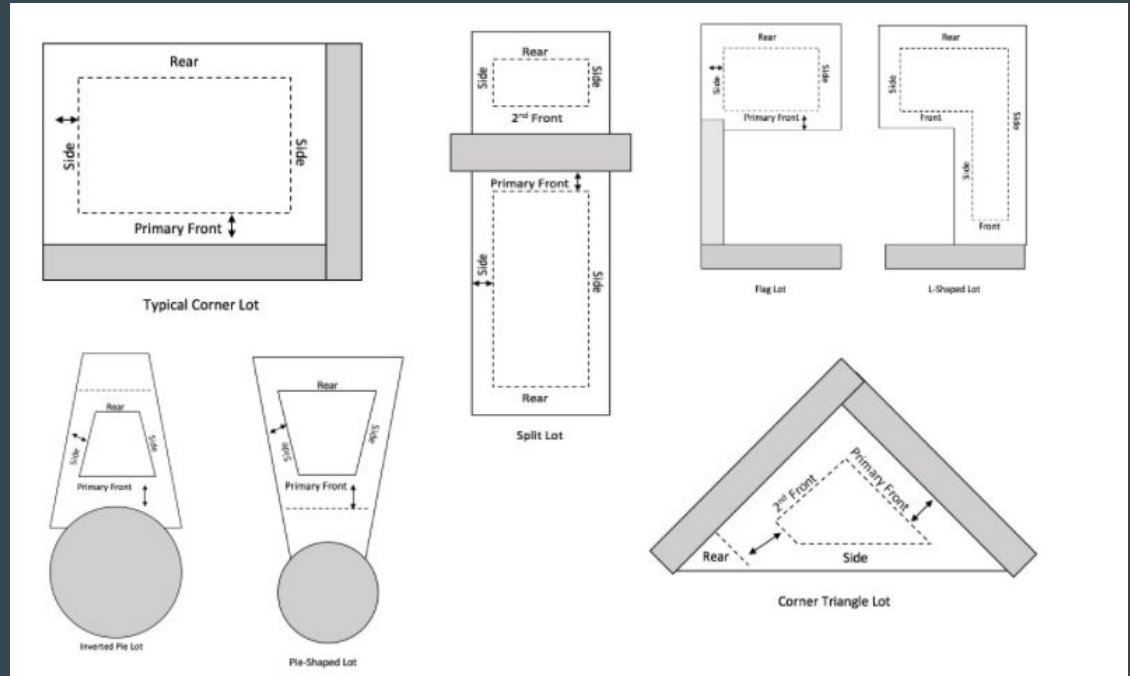 Rear
Side
Side
Primary Front
Typical Corner Lot
Rear
Side
Side
2nd Front
Primary Front
Side
Side
Rear
Split Lot
Rear
Side
Side
Primary Front
Flag Lot
Rear
Side
Side
Front
Side
Front
L-Shaped Lot
Rear
Side
Side
Primary Front
Inverted Pie Lot
Rear
Side
Side
Primary Front
Pie-Shaped Lot
2nd Front
Primary Front
Rear
Side
Corner Triangle Lot